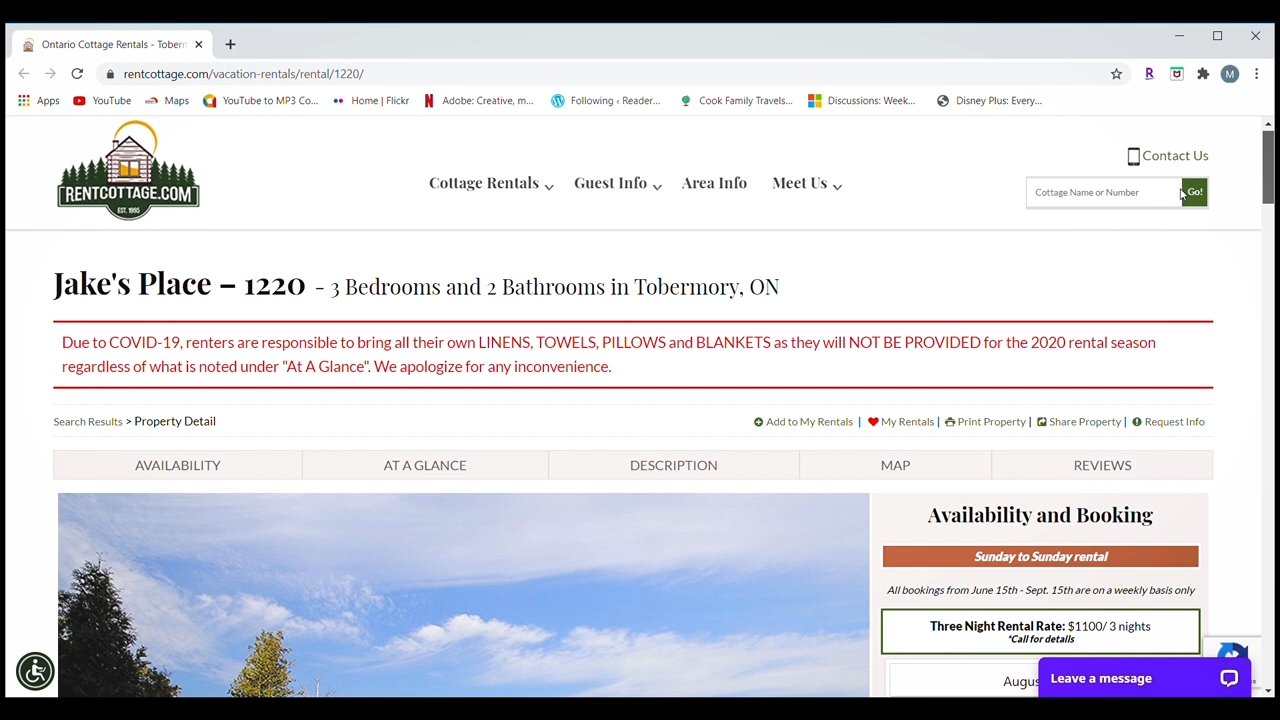 Ontario Cottage Rentals - Toberm
rentcottage.com/vacation-rentals/rental/1220/
M
Apps
YouTube
Maps
YouTube to MP3 Co...
Home | Flickr
Adobe: Creative, m...
Following ‹ Reader...
Cook Family Travels...
Discussions: Week...
Disney Plus: Every...
RENTCOTTAGE.COM
EST. 1995
Cottage Rentals
Guest Info
Area Info
Meet Us
Contact Us
Cottage Name or Number
Go!
Jake's Place – 1220 - 3 Bedrooms and 2 Bathrooms in Tobermory, ON
Due to COVID-19, renters are responsible to bring all their own LINENS, TOWELS, PILLOWS and BLANKETS as they will NOT BE PROVIDED for the 2020 rental season
regardless of what is noted under "At A Glance". We apologize for any inconvenience.
Search Results > Property Detail
Add to My Rentals | My Rentals | Print Property | Share Property | Request Info
AVAILABILITY
AT A GLANCE
DESCRIPTION
MAP
REVIEWS
Availability and Booking
Sunday to Sunday rental
All bookings from June 15th - Sept. 15th are on a weekly basis only
Three Night Rental Rate: $1100/ 3 nights
*Call for details
Augu
Leave a message